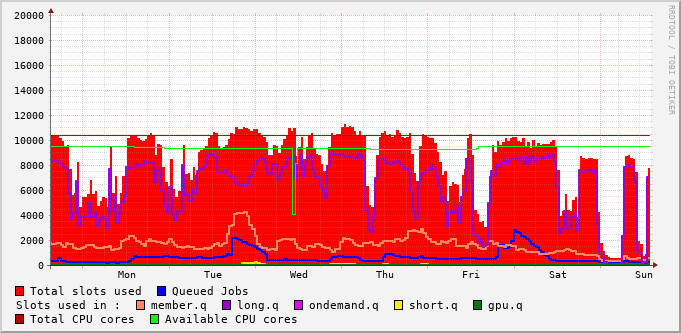 RRDTOOL / TOBI OETIKER
20000
18000
16000
14000
12000
10000
8000
6000
4000
2000
0
Mon Tue Wed Thu Fri Sat Sun
Total slots used Queued Jobs
Slots used in : member.q long.q ondemand.q short.q gpu.q
Total CPU cores Available CPU cores